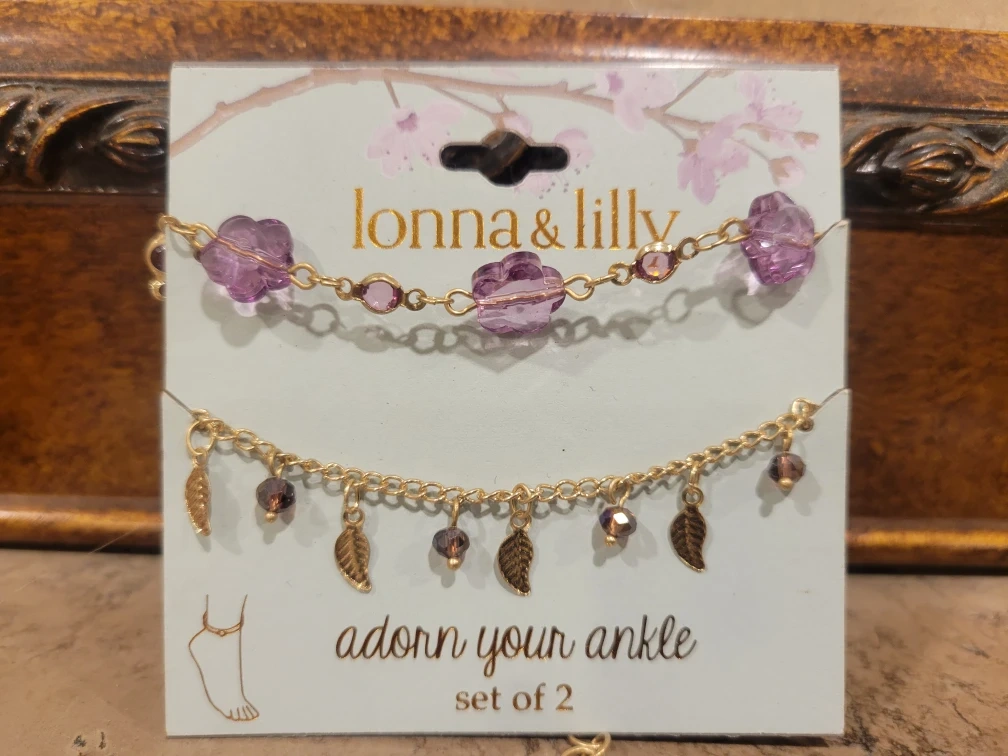 lonna & lilly
adorn your ankle
set of 2